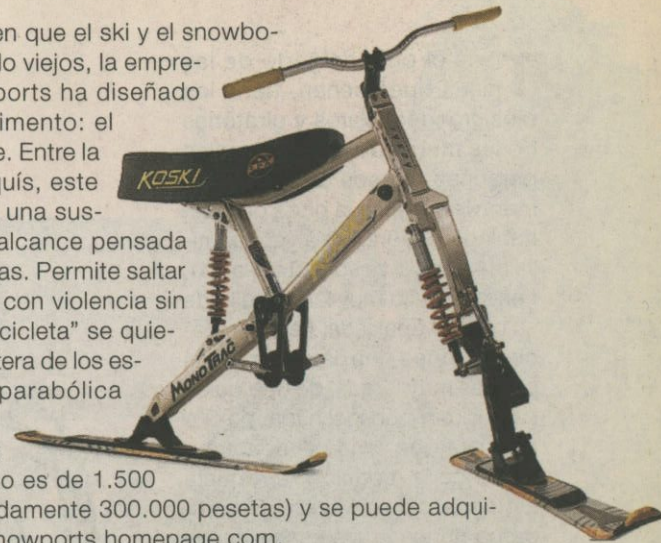 en que el ski y el snowbo-
do viejos, la empre-
ports ha diseñado
imento: el
e. Entre la
quís, este
una sus-
alcance pensada
as. Permite saltar
con violencia sin
cicleta" se quie-
tera de los es-
parabólica
o es de 1.500
damente 300.000 pesetas) y se puede adqui-
nowports.homepage.com
KOSKI
MONOTRAC